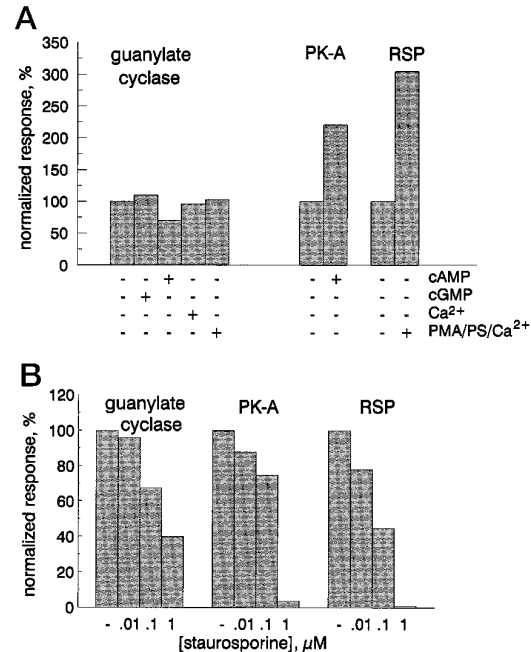 A
guanylate
cyclase
PK-A
RSP
normalized response, %
350
300
250
200
150
100
50
0
- - + - - - + - - cAMP
- + - - - - - - - cGMP
- - - + - - - - - Ca²⁺
- - - - + - - - + PMA/PS/Ca²⁺
B
guanylate
cyclase
PK-A
RSP
normalized response, %
120
100
80
60
40
20
0
- .01 .1 1 - .01 .1 1 - .01 .1 1
[staurosporine], μM